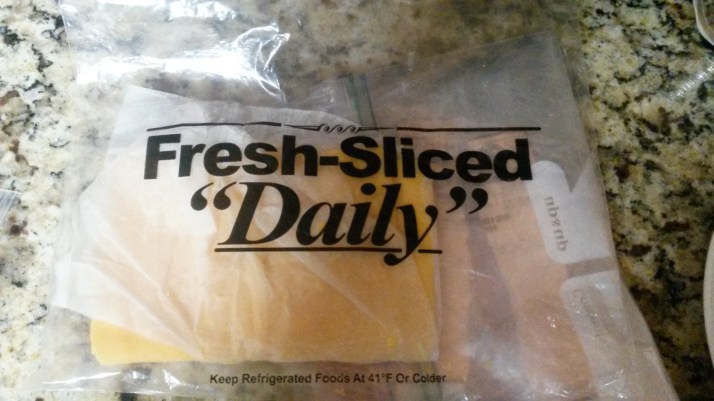 Fresh-Sliced
“Daily”
Keep Refrigerated Foods At 41°F Or Colder